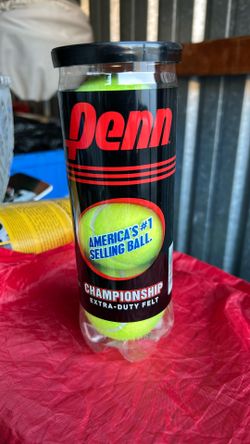 Penn
AMERICA'S #1
SELLING BALL.
CHAMPIONSHIP
EXTRA-DUTY FELT